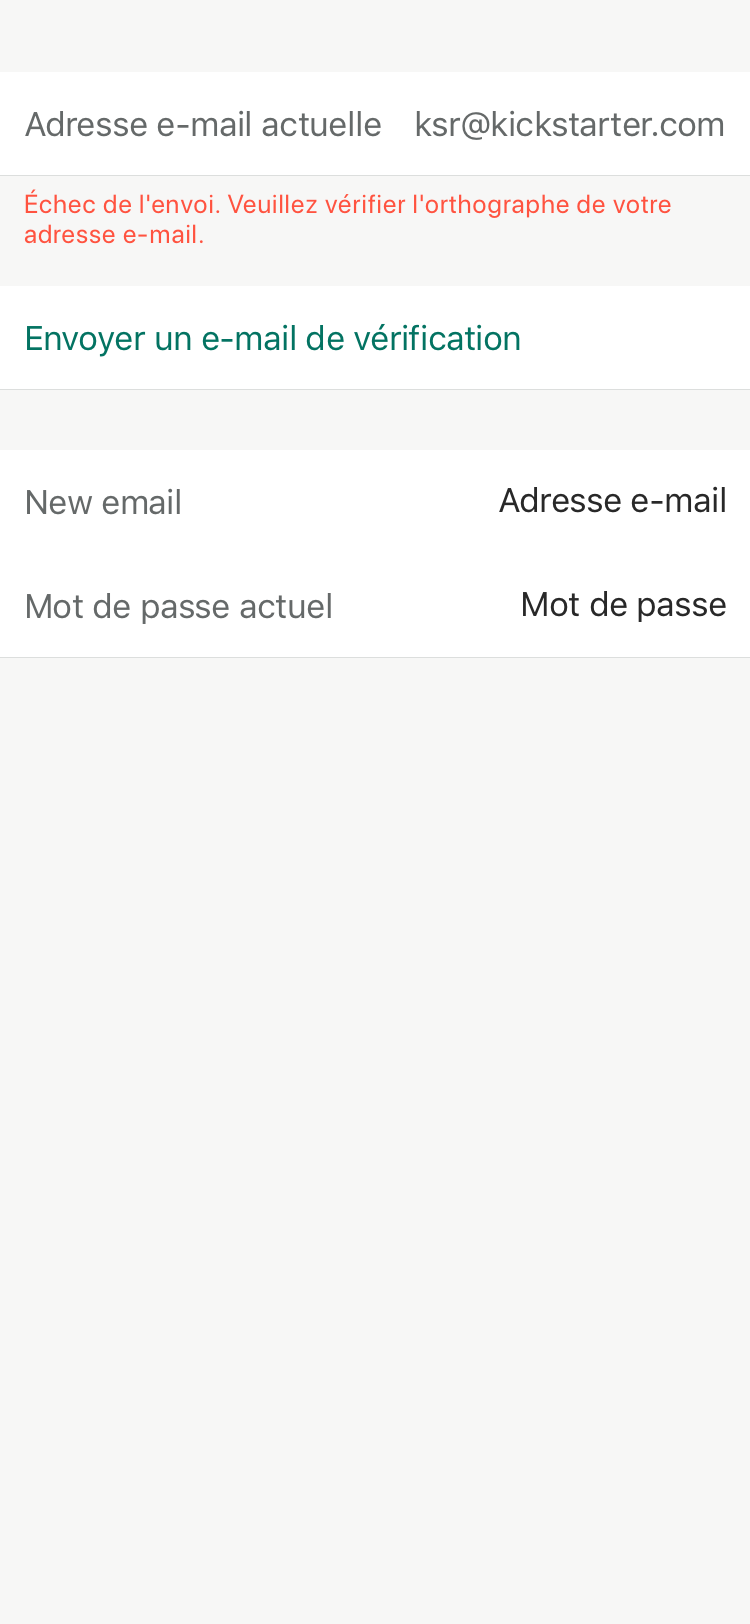 Adresse e-mail actuelle ksr@kickstarter.com
Échec de l'envoi. Veuillez vérifier l'orthographe de votre
adresse e-mail.
Envoyer un e-mail de vérification
New email Adresse e-mail
Mot de passe actuel Mot de passe